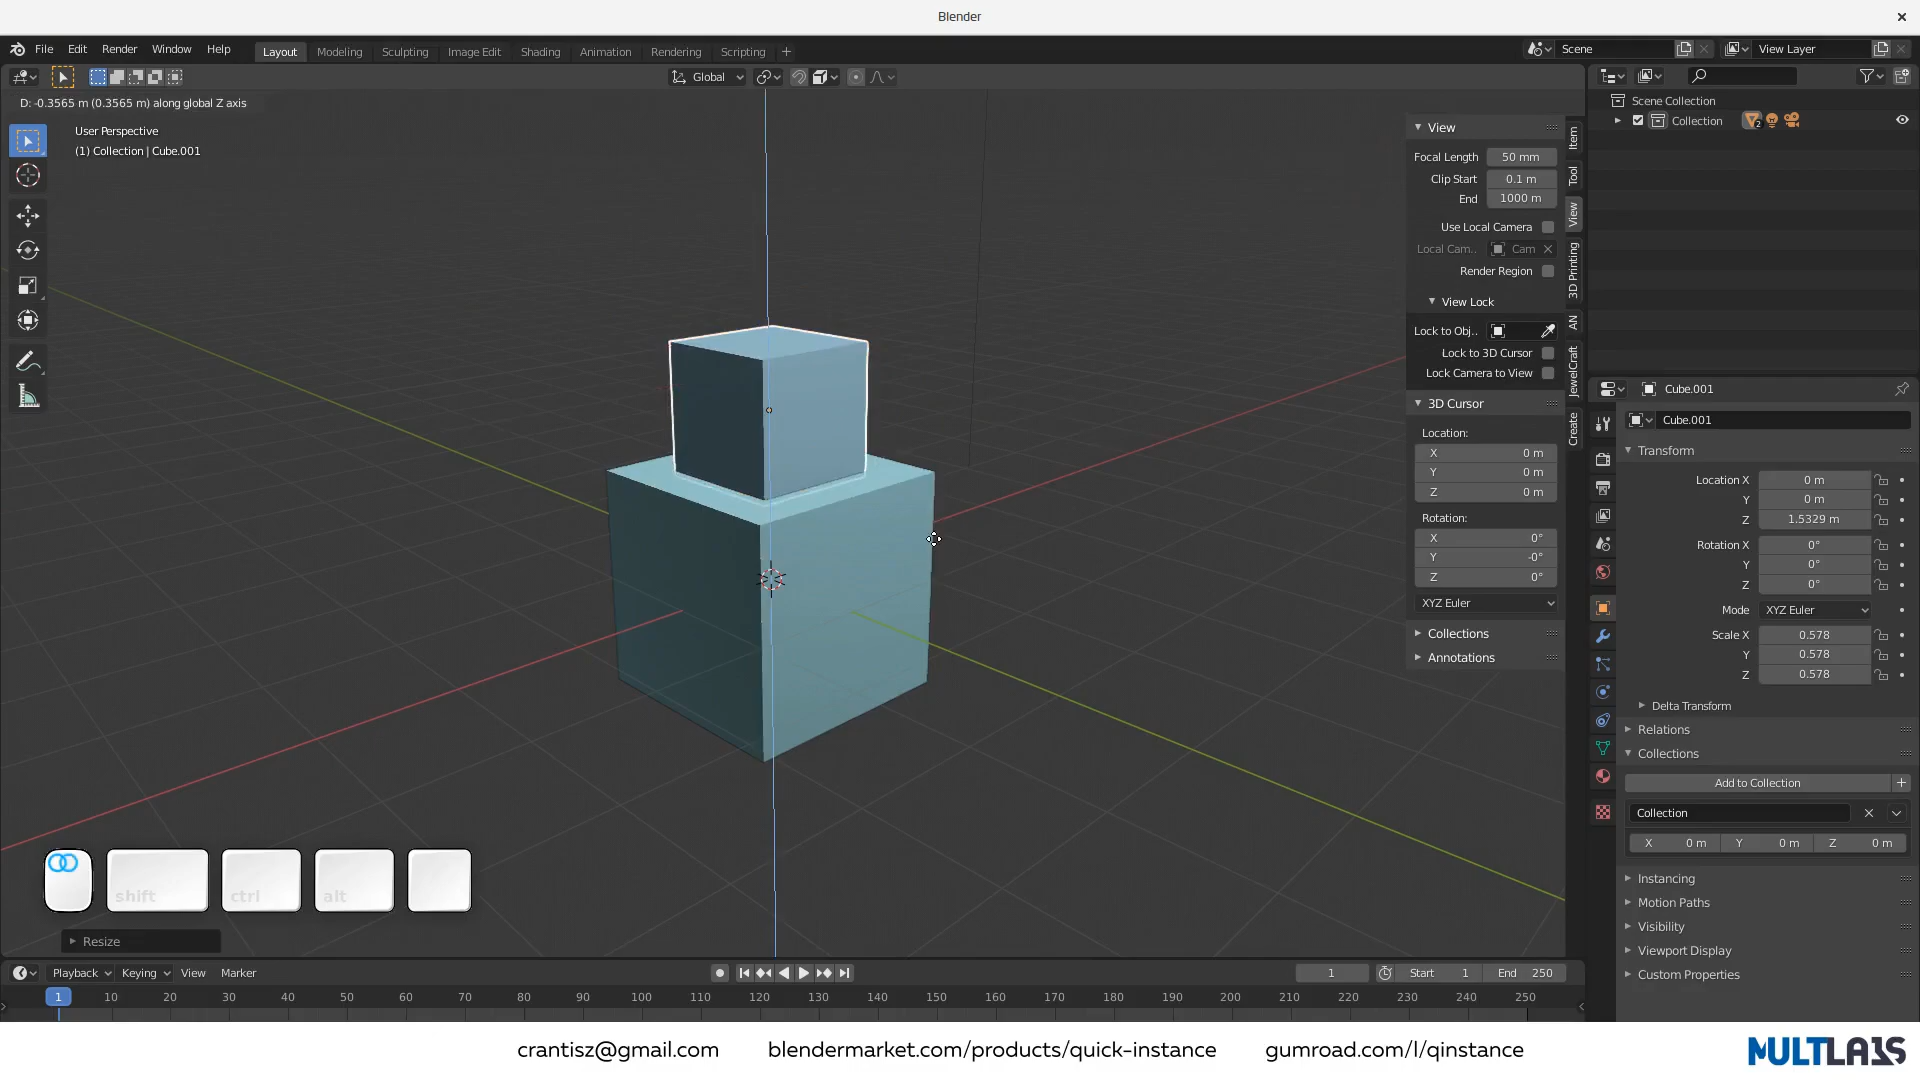 Blender
File Edit Render Window Help
Layout Modeling Sculpting Image Edit Shading Animation Rendering Scripting +
Scene
View Layer
Global
D: -0.3565 m (0.3565 m) along global Z axis
User Perspective
(1) Collection | Cube.001
View
Focal Length 50 mm
Clip Start 0.1 m
End 1000 m
Use Local Camera
Local Cam.. Cam
Render Region
View Lock
Lock to Obj..
Lock to 3D Cursor
Lock Camera to View
3D Cursor
Location:
X 0 m
Y 0 m
Z 0 m
Rotation:
X 0°
Y -0°
Z 0°
XYZ Euler
Collections
Annotations
Item
Tool
View
3D Printing
AN
JewelCraft
Create
Scene Collection
Collection 2
Cube.001
Cube.001
Transform
Location X 0 m
Y 0 m
Z 1.5329 m
Rotation X 0°
Y 0°
Z 0°
Mode XYZ Euler
Scale X 0.578
Y 0.578
Z 0.578
Delta Transform
Relations
Collections
Add to Collection
Collection
X 0 m Y 0 m Z 0 m
Instancing
Motion Paths
Visibility
Viewport Display
Custom Properties
shift ctrl alt
Resize
Playback Keying View Marker
1 Start 1 End 250
1 10 20 30 40 50 60 70 80 90 100 110 120 130 140 150 160 170 180 190 200 210 220 230 240 250
crantisz@gmail.com blendermarket.com/products/quick-instance gumroad.com/l/qinstance